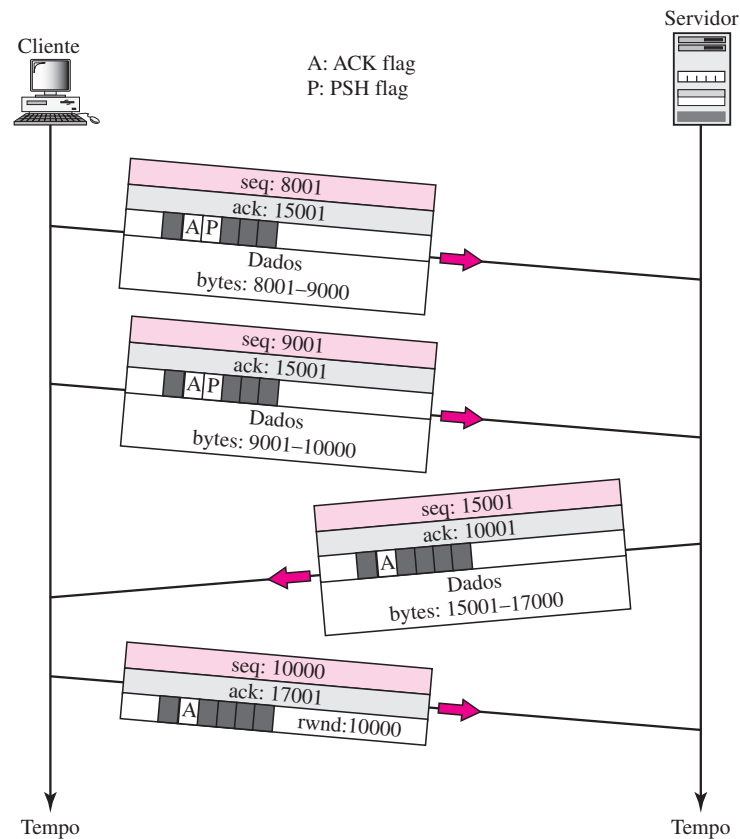 Servidor
Cliente
A: ACK flag
P: PSH flag
seq: 8001
ack: 15001
A P
Dados
bytes: 8001–9000
seq: 9001
ack: 15001
A P
Dados
bytes: 9001–10000
seq: 15001
ack: 10001
A
Dados
bytes: 15001–17000
seq: 10000
ack: 17001
A
rwnd:10000
Tempo
Tempo